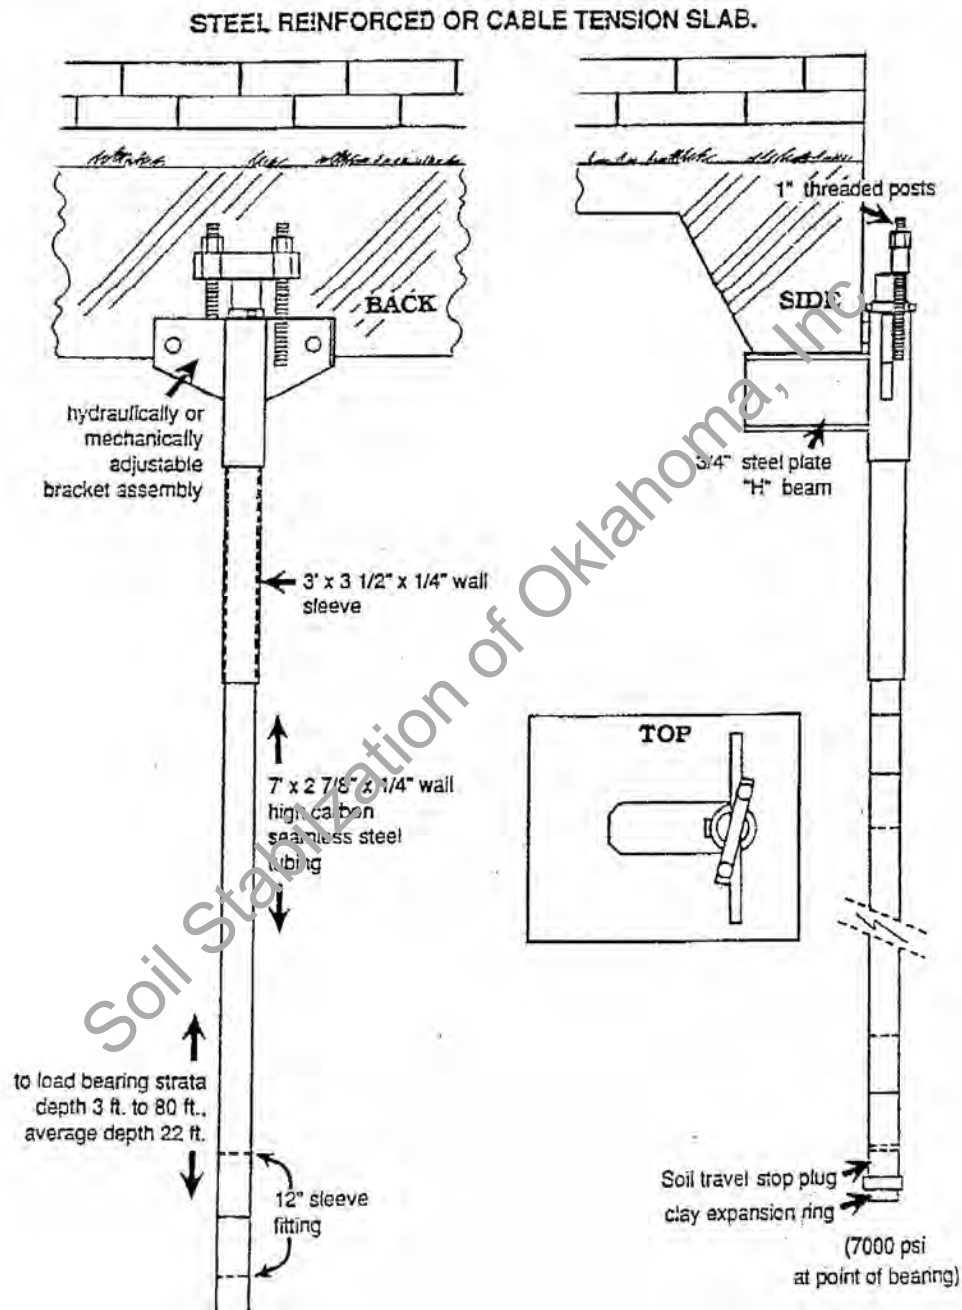 STEEL REINFORCED OR CABLE TENSION SLAB.
BACK
hydraulically or
mechanically
adjustable
bracket assembly
3' x 3 1/2" x 1/4" wall
sleeve
7' x 2 7/8" x 1/4" wall
high carbon
seamless steel
tubing
to load bearing strata
depth 3 ft. to 80 ft.,
average depth 22 ft.
12" sleeve
fitting
1" threaded posts
SIDE
3/4" steel plate
"H" beam
TOP
Soil travel stop plug
clay expansion ring
(7000 psi
at point of bearing)
Soil Stabilzation of Oklahoma, Inc